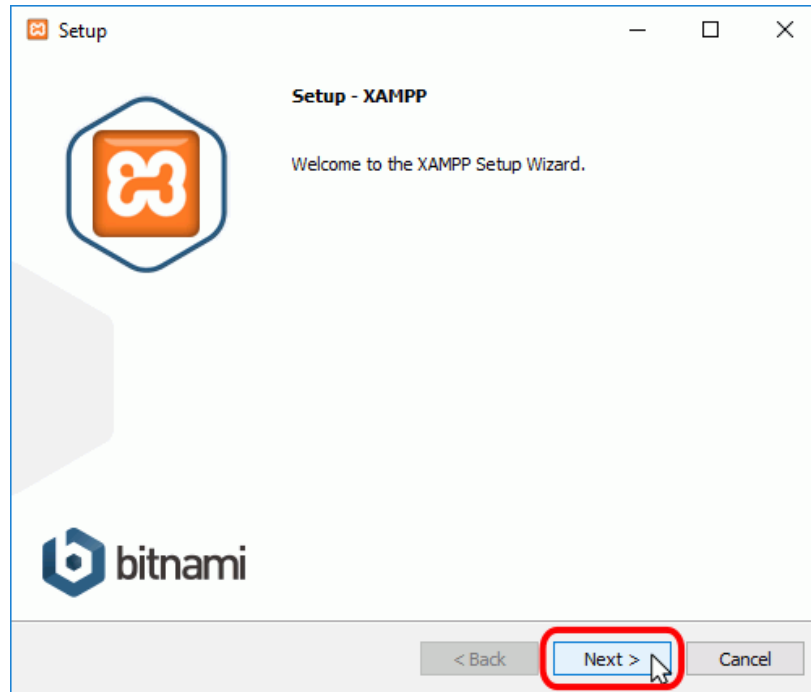 Setup
Setup - XAMPP
Welcome to the XAMPP Setup Wizard.
bitnami
< Back Next > Cancel